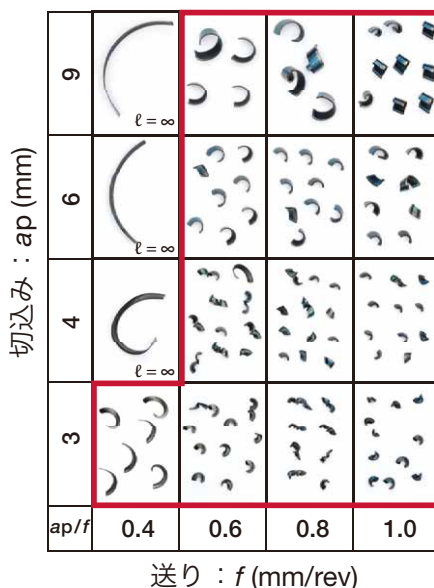 切込み：ap (mm)
9
ℓ = ∞
6
ℓ = ∞
4
ℓ = ∞
3
ap/f 0.4 0.6 0.8 1.0
送り：f (mm/rev)